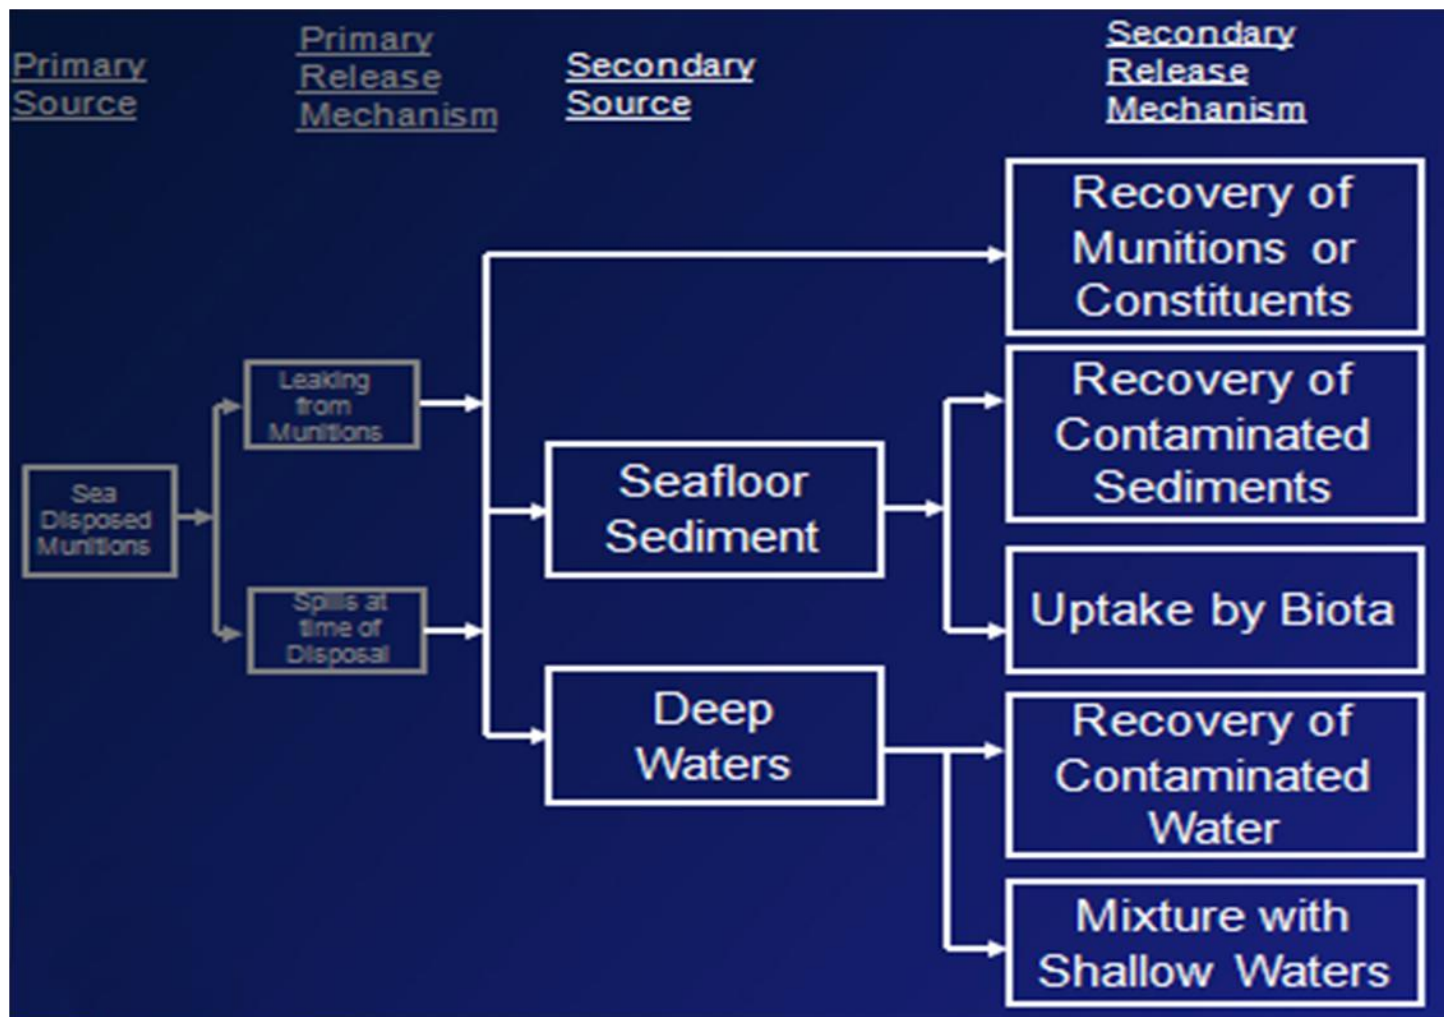 Primary
Source
Primary
Release
Mechanism
Secondary
Source
Secondary
Release
Mechanism
Sea
Disposed
Munitions
Leaking
from
Munitions
Spills at
time of
Disposal
Seafloor
Sediment
Deep
Waters
Recovery of
Munitions or
Constituents
Recovery of
Contaminated
Sediments
Uptake by Biota
Recovery of
Contaminated
Water
Mixture with
Shallow Waters